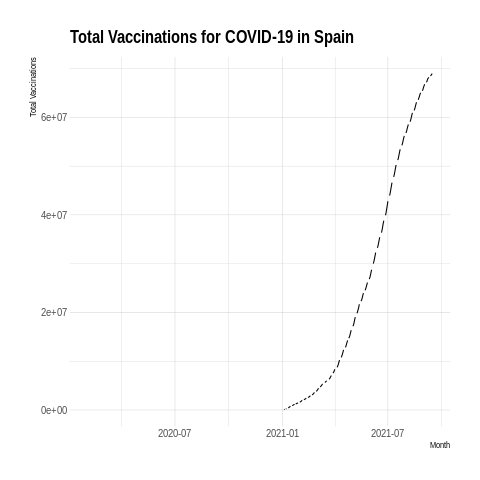 Total Vaccinations for COVID-19 in Spain
Total Vaccinations
6e+07
4e+07
2e+07
0e+00
2020-07 2021-01 2021-07
Month